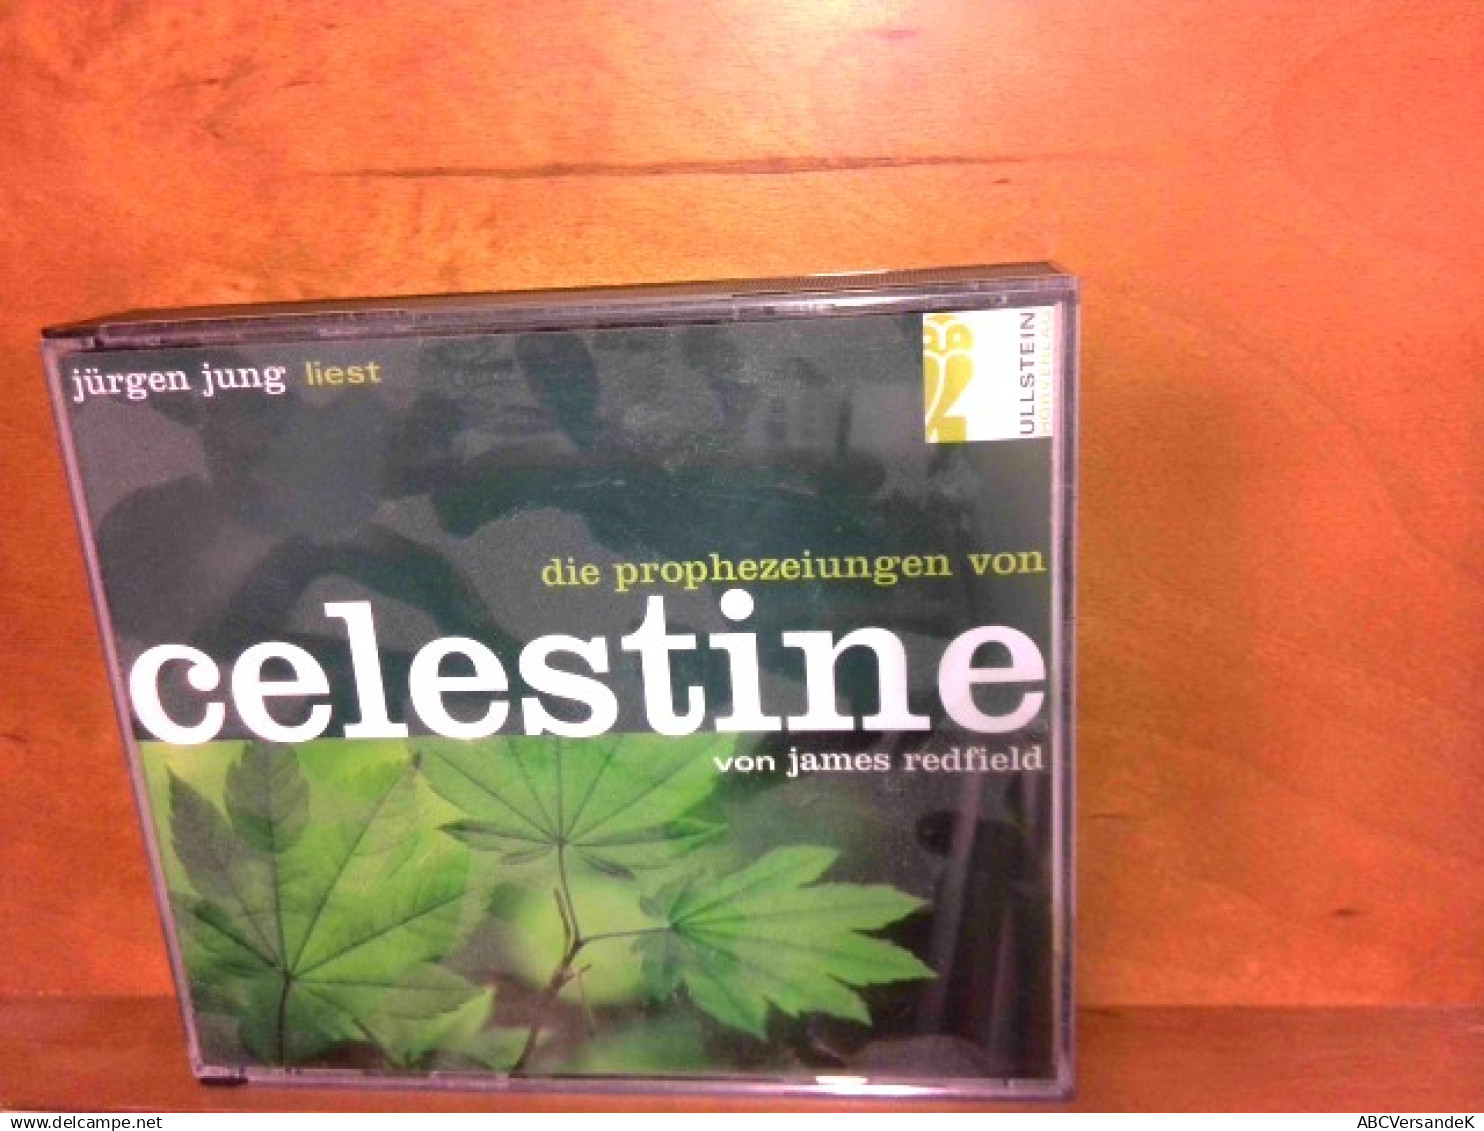 jürgen jung liest
ULLSTEIN
HÖRVERLAG
die prophezeiungen von
celestine
von james redfield
www.delcampe.net
ABCVersandeK